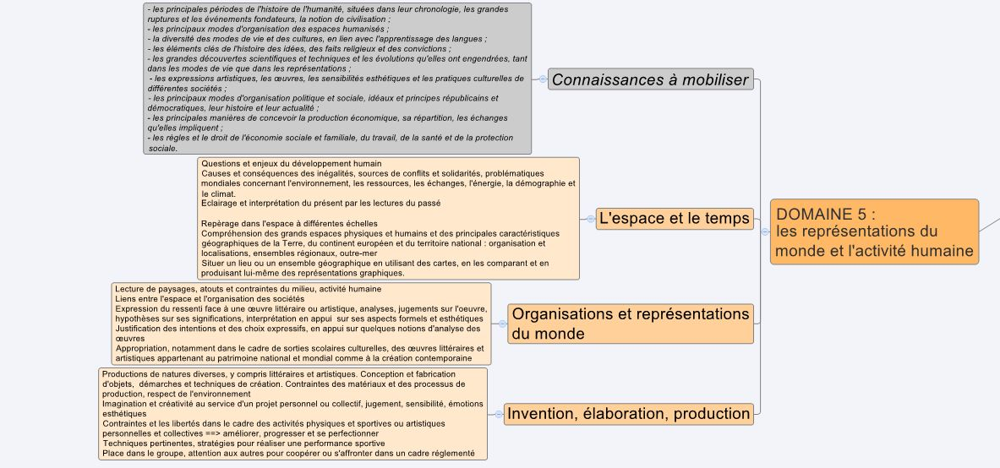 - les principales périodes de l'histoire de l'humanité, situées dans leur chronologie, les grandes
ruptures et les événements fondateurs, la notion de civilisation ;
- les principaux modes d'organisation des espaces humanisés ;
- la diversité des modes de vie et des cultures, en lien avec l'apprentissage des langues ;
- les éléments clés de l'histoire des idées, des faits religieux et des convictions ;
- les grandes découvertes scientifiques et techniques et les évolutions qu'elles ont engendrées, tant
dans les modes de vie que dans les représentations ;
- les expressions artistiques, les œuvres, les sensibilités esthétiques et les pratiques culturelles de
différentes sociétés ;
- les principaux modes d'organisation politique et sociale, idéaux et principes républicains et
démocratiques, leur histoire et leur actualité ;
- les principales manières de concevoir la production économique, sa répartition, les échanges
qu'elles impliquent ;
- les règles et le droit de l'économie sociale et familiale, du travail, de la santé et de la protection
sociale.
Connaissances à mobiliser
Questions et enjeux du développement humain
Causes et conséquences des inégalités, sources de conflits et solidarités, problématiques
mondiales concernant l'environnement, les ressources, les échanges, l'énergie, la démographie et
le climat.
Eclairage et interprétation du présent par les lectures du passé
Repèrage dans l'espace à différentes échelles
Compréhension des grands espaces physiques et humains et des principales caractéristiques
géographiques de la Terre, du continent européen et du territoire national : organisation et
localisations, ensembles régionaux, outre-mer
Situer un lieu ou un ensemble géographique en utilisant des cartes, en les comparant et en
produisant lui-même des représentations graphiques.
L'espace et le temps
DOMAINE 5 :
les représentations du
monde et l'activité humaine
Lecture de paysages, atouts et contraintes du milieu, activité humaine
Liens entre l'espace et l'organisation des sociétés
Expression du ressenti face à une œuvre littéraire ou artistique, analyses, jugements sur l'oeuvre,
hypothèses sur ses significations, interprétation en appui sur ses aspects formels et esthétiques
Justification des intentions et des choix expressifs, en appui sur quelques notions d'analyse des
œuvres
Appropriation, notamment dans le cadre de sorties scolaires culturelles, des œuvres littéraires et
artistiques appartenant au patrimoine national et mondial comme à la création contemporaine
Organisations et représentations
du monde
Productions de natures diverses, y compris littéraires et artistiques. Conception et fabrication
d'objets, démarches et techniques de création. Contraintes des matériaux et des processus de
production, respect de l'environnement
Imagination et créativité au service d'un projet personnel ou collectif, jugement, sensibilité, émotions
esthétiques
Contraintes et les libertés dans le cadre des activités physiques et sportives ou artistiques
personnelles et collectives ==> améliorer, progresser et se perfectionner
Techniques pertinentes, stratégies pour réaliser une performance sportive
Place dans le groupe, attention aux autres pour coopérer ou s'affronter dans un cadre réglementé
Invention, élaboration, production